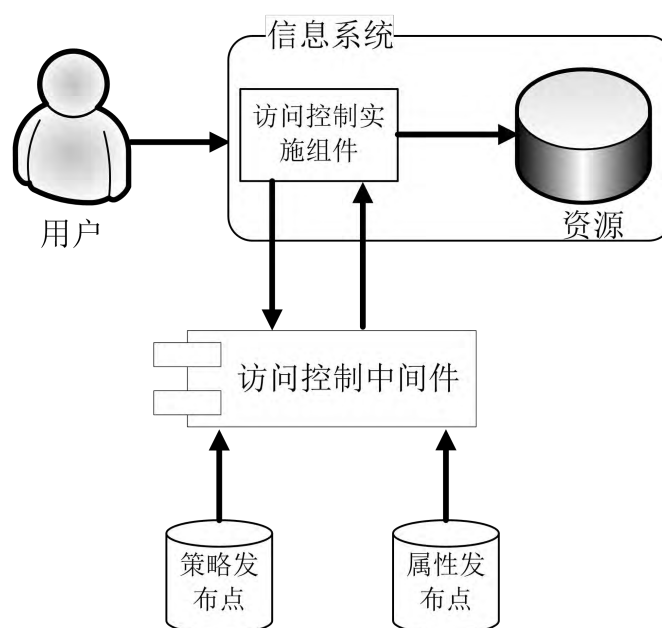 信息系统
访问控制实
施组件
用户
资源
访问控制中间件
策略发
布点
属性发
布点